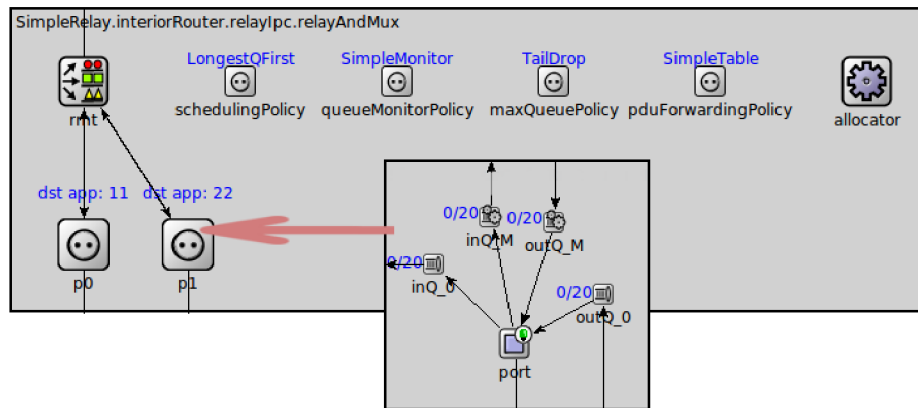 SimpleRelay.interiorRouter.relayIpc.relayAndMux
LongestQFirst SimpleMonitor TailDrop SimpleTable
rmt schedulingPolicy queueMonitorPolicy maxQueuePolicy pduForwardingPolicy allocator
dst app: 11 dst app: 22
p0 p1
0/20 0/20
inQ_M outQ_M
0/20
inQ_0
0/20
outQ_0
port